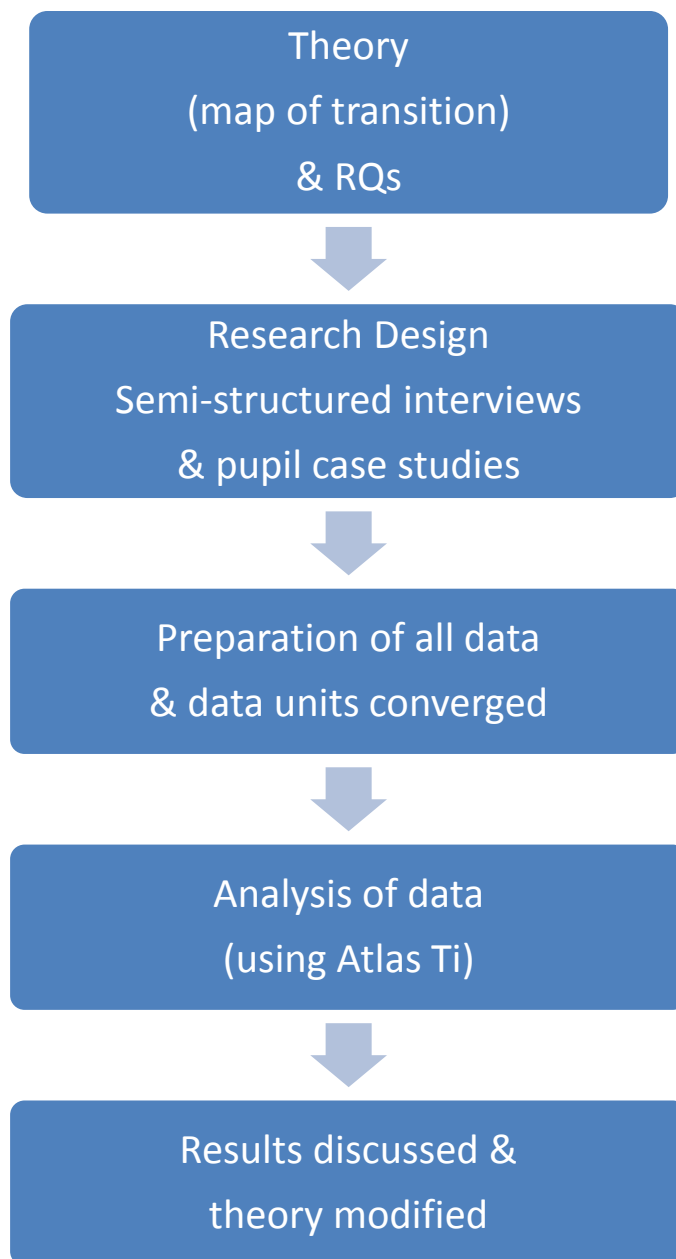 Theory
(map of transition)
& RQs
Research Design
Semi-structured interviews
& pupil case studies
Preparation of all data
& data units converged
Analysis of data
(using Atlas Ti)
Results discussed &
theory modified